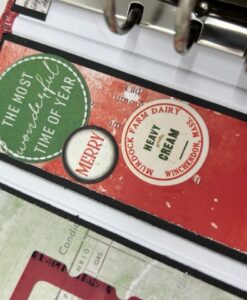 THE MOST
wonderful
TIME OF YEAR
MERRY
MURDOCK FARM DAIRY
HEAVY
CREAM
WINCHENDON, MASS.